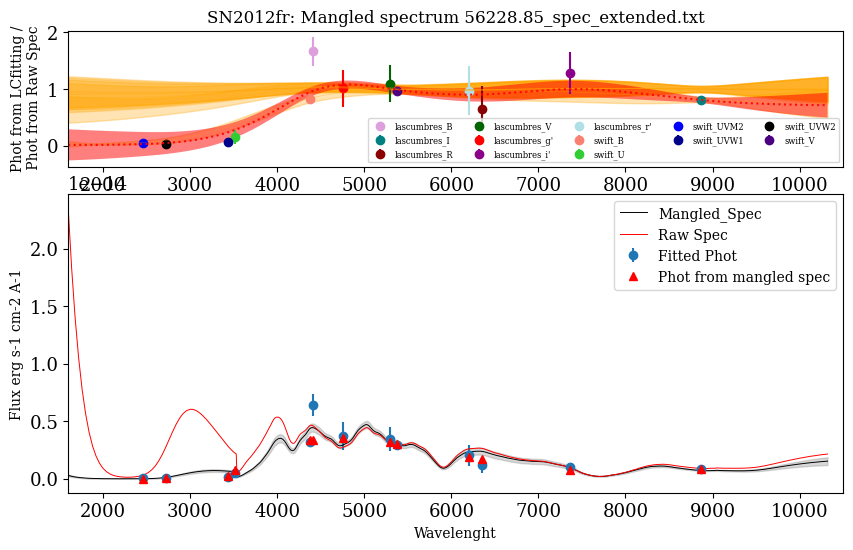 SN2012fr: Mangled spectrum 56228.85_spec_extended.txt
Phot from LCfitting /
Phot from Raw Spec
2
1
0
lascumbres_B
lascumbres_I
lascumbres_R
lascumbres_V
lascumbres_g'
lascumbres_i'
lascumbres_r'
swift_B
swift_U
swift_UVM2
swift_UVW1
swift_UVW2
swift_V
2000 3000 4000 5000 6000 7000 8000 9000 10000
1e−14
Flux erg s-1 cm-2 A-1
2.0
1.5
1.0
0.5
0.0
Mangled_Spec
Raw Spec
Fitted Phot
Phot from mangled spec
2000 3000 4000 5000 6000 7000 8000 9000 10000
Wavelenght